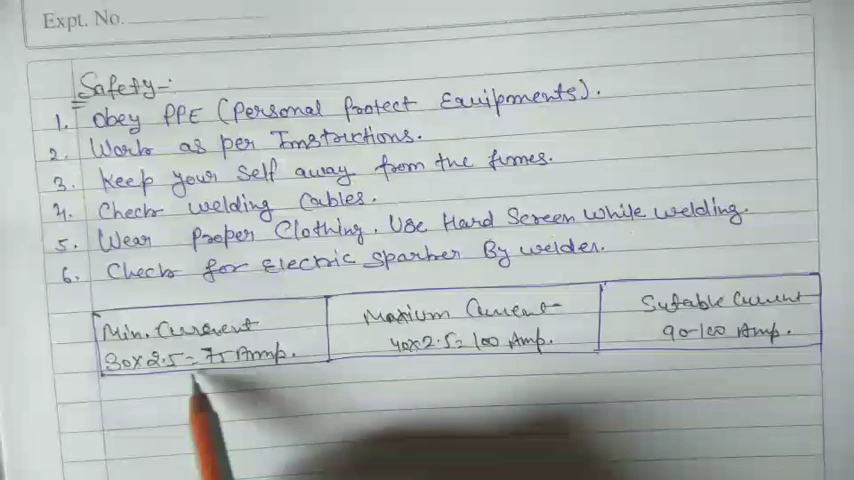 Expt. No.
Safety-:
1. Obey PPE (Personal Protect Equipments).
2. Work as per Instructions.
3. Keep your Self away from the fumes.
4. Check welding Cables.
5. Wear Proper Clothing. Use Hard Screen While welding.
6. Check for Electric Sparker By welder.
Min. Current Maxium Current Sutable Current
30x2.5=75 Amp. 40x2.5=100 Amp. 90-100 Amp.